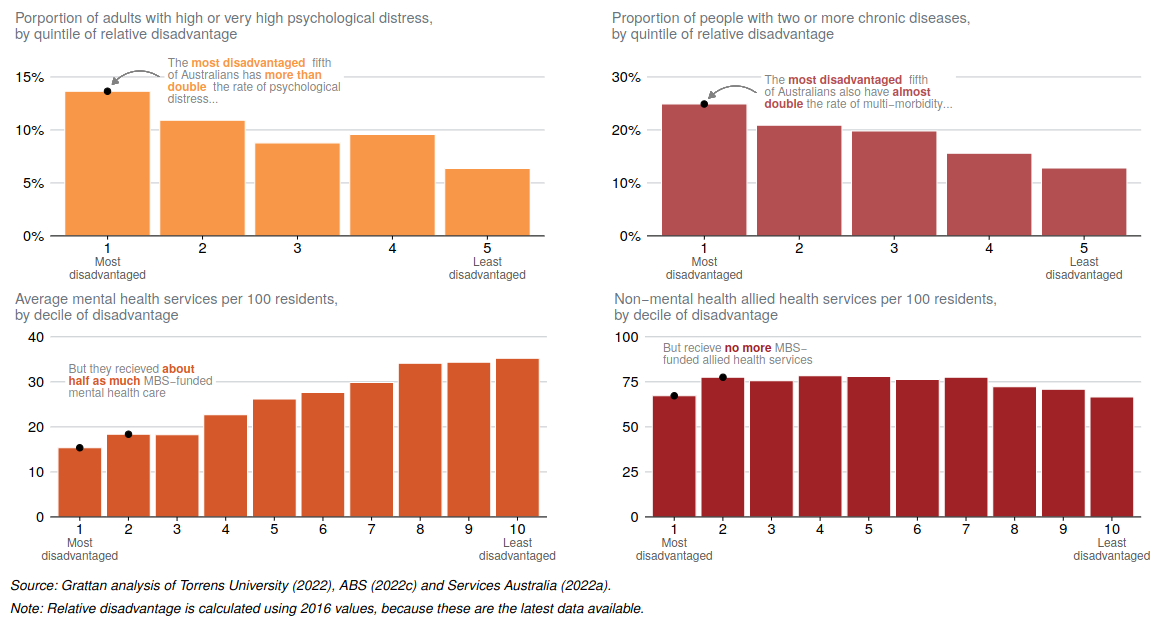 Porportion of adults with high or very high psychological distress,
by quintile of relative disadvantage
The most disadvantaged fifth
of Australians has more than
double the rate of psychological
distress...
15%
10%
5%
0%
1
2
3
4
5
Most
disadvantaged
Least
disadvantaged
Proportion of people with two or more chronic diseases,
by quintile of relative disadvantage
The most disadvantaged fifth
of Australians also have almost
double the rate of multi−morbidity...
30%
20%
10%
0%
1
2
3
4
5
Most
disadvantaged
Least
disadvantaged
Average mental health services per 100 residents,
by decile of disadvantage
But they recieved about
half as much MBS−funded
mental health care
40
30
20
10
0
1
2
3
4
5
6
7
8
9
10
Most
disadvantaged
Least
disadvantaged
Non−mental health allied health services per 100 residents,
by decile of disadvantage
But recieve no more MBS−
funded allied health services
100
75
50
25
0
1
2
3
4
5
6
7
8
9
10
Most
disadvantaged
Least
disadvantaged
Source: Grattan analysis of Torrens University (2022), ABS (2022c) and Services Australia (2022a).
Note: Relative disadvantage is calculated using 2016 values, because these are the latest data available.